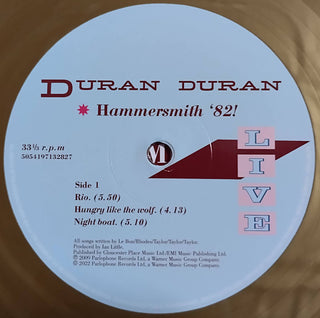 DURAN DURAN
✷ Hammersmith '82!
33⅓ r.p.m
5054197132827
LIVE
Side 1
Rio. (5.50)
Hungry like the wolf. (4.13)
Night boat. (5.10)
All songs written by Le Bon/Rhodes/Taylor/Taylor/Taylor.
Produced by Ian Little.
Published by Gloucester Place Music Ltd/EMI Music Publishing Ltd.
℗ 2009 Parlophone Records Ltd, a Warner Music Group Company.
© 2022 Parlophone Records Ltd, a Warner Music Group Company.